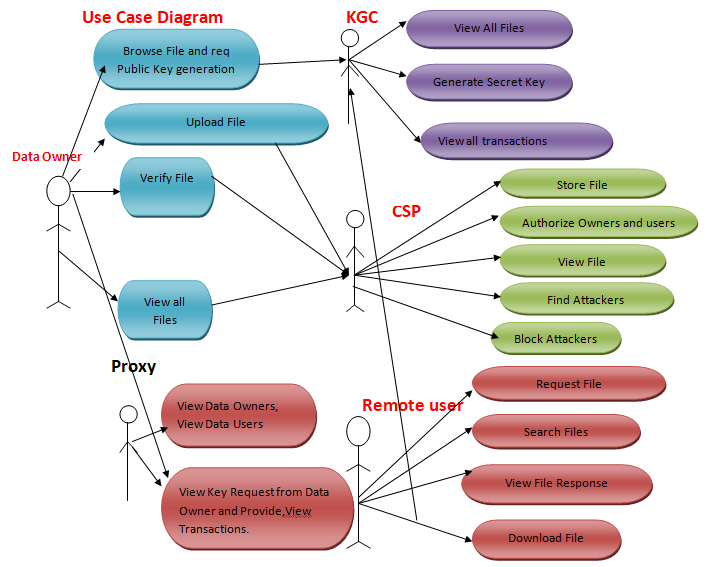 Use Case Diagram
KGC
Browse File and req
Public Key generation
View All Files
Generate Secret Key
Upload File
View all transactions
Data Owner
Verify File
Store File
CSP
Authorize Owners and users
View File
View all
Files
Find Attackers
Block Attackers
Proxy
Remote user
Request File
View Data Owners,
View Data Users
Search Files
View Key Request from Data
Owner and Provide,View
Transactions.
View File Response
Download File